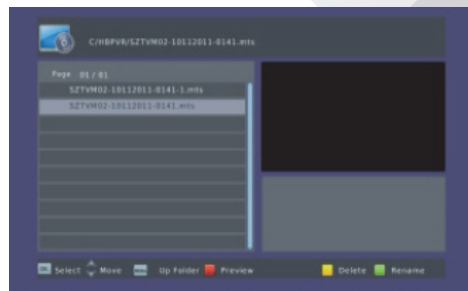 C/HBPVR/SZTVM02-10112011-0141.mts
Page 01/01
SZTVM02-10112011-0141-1.mts
SZTVM02-10112011-0141.mts
OK Select Move Up Folder Preview Delete Rename